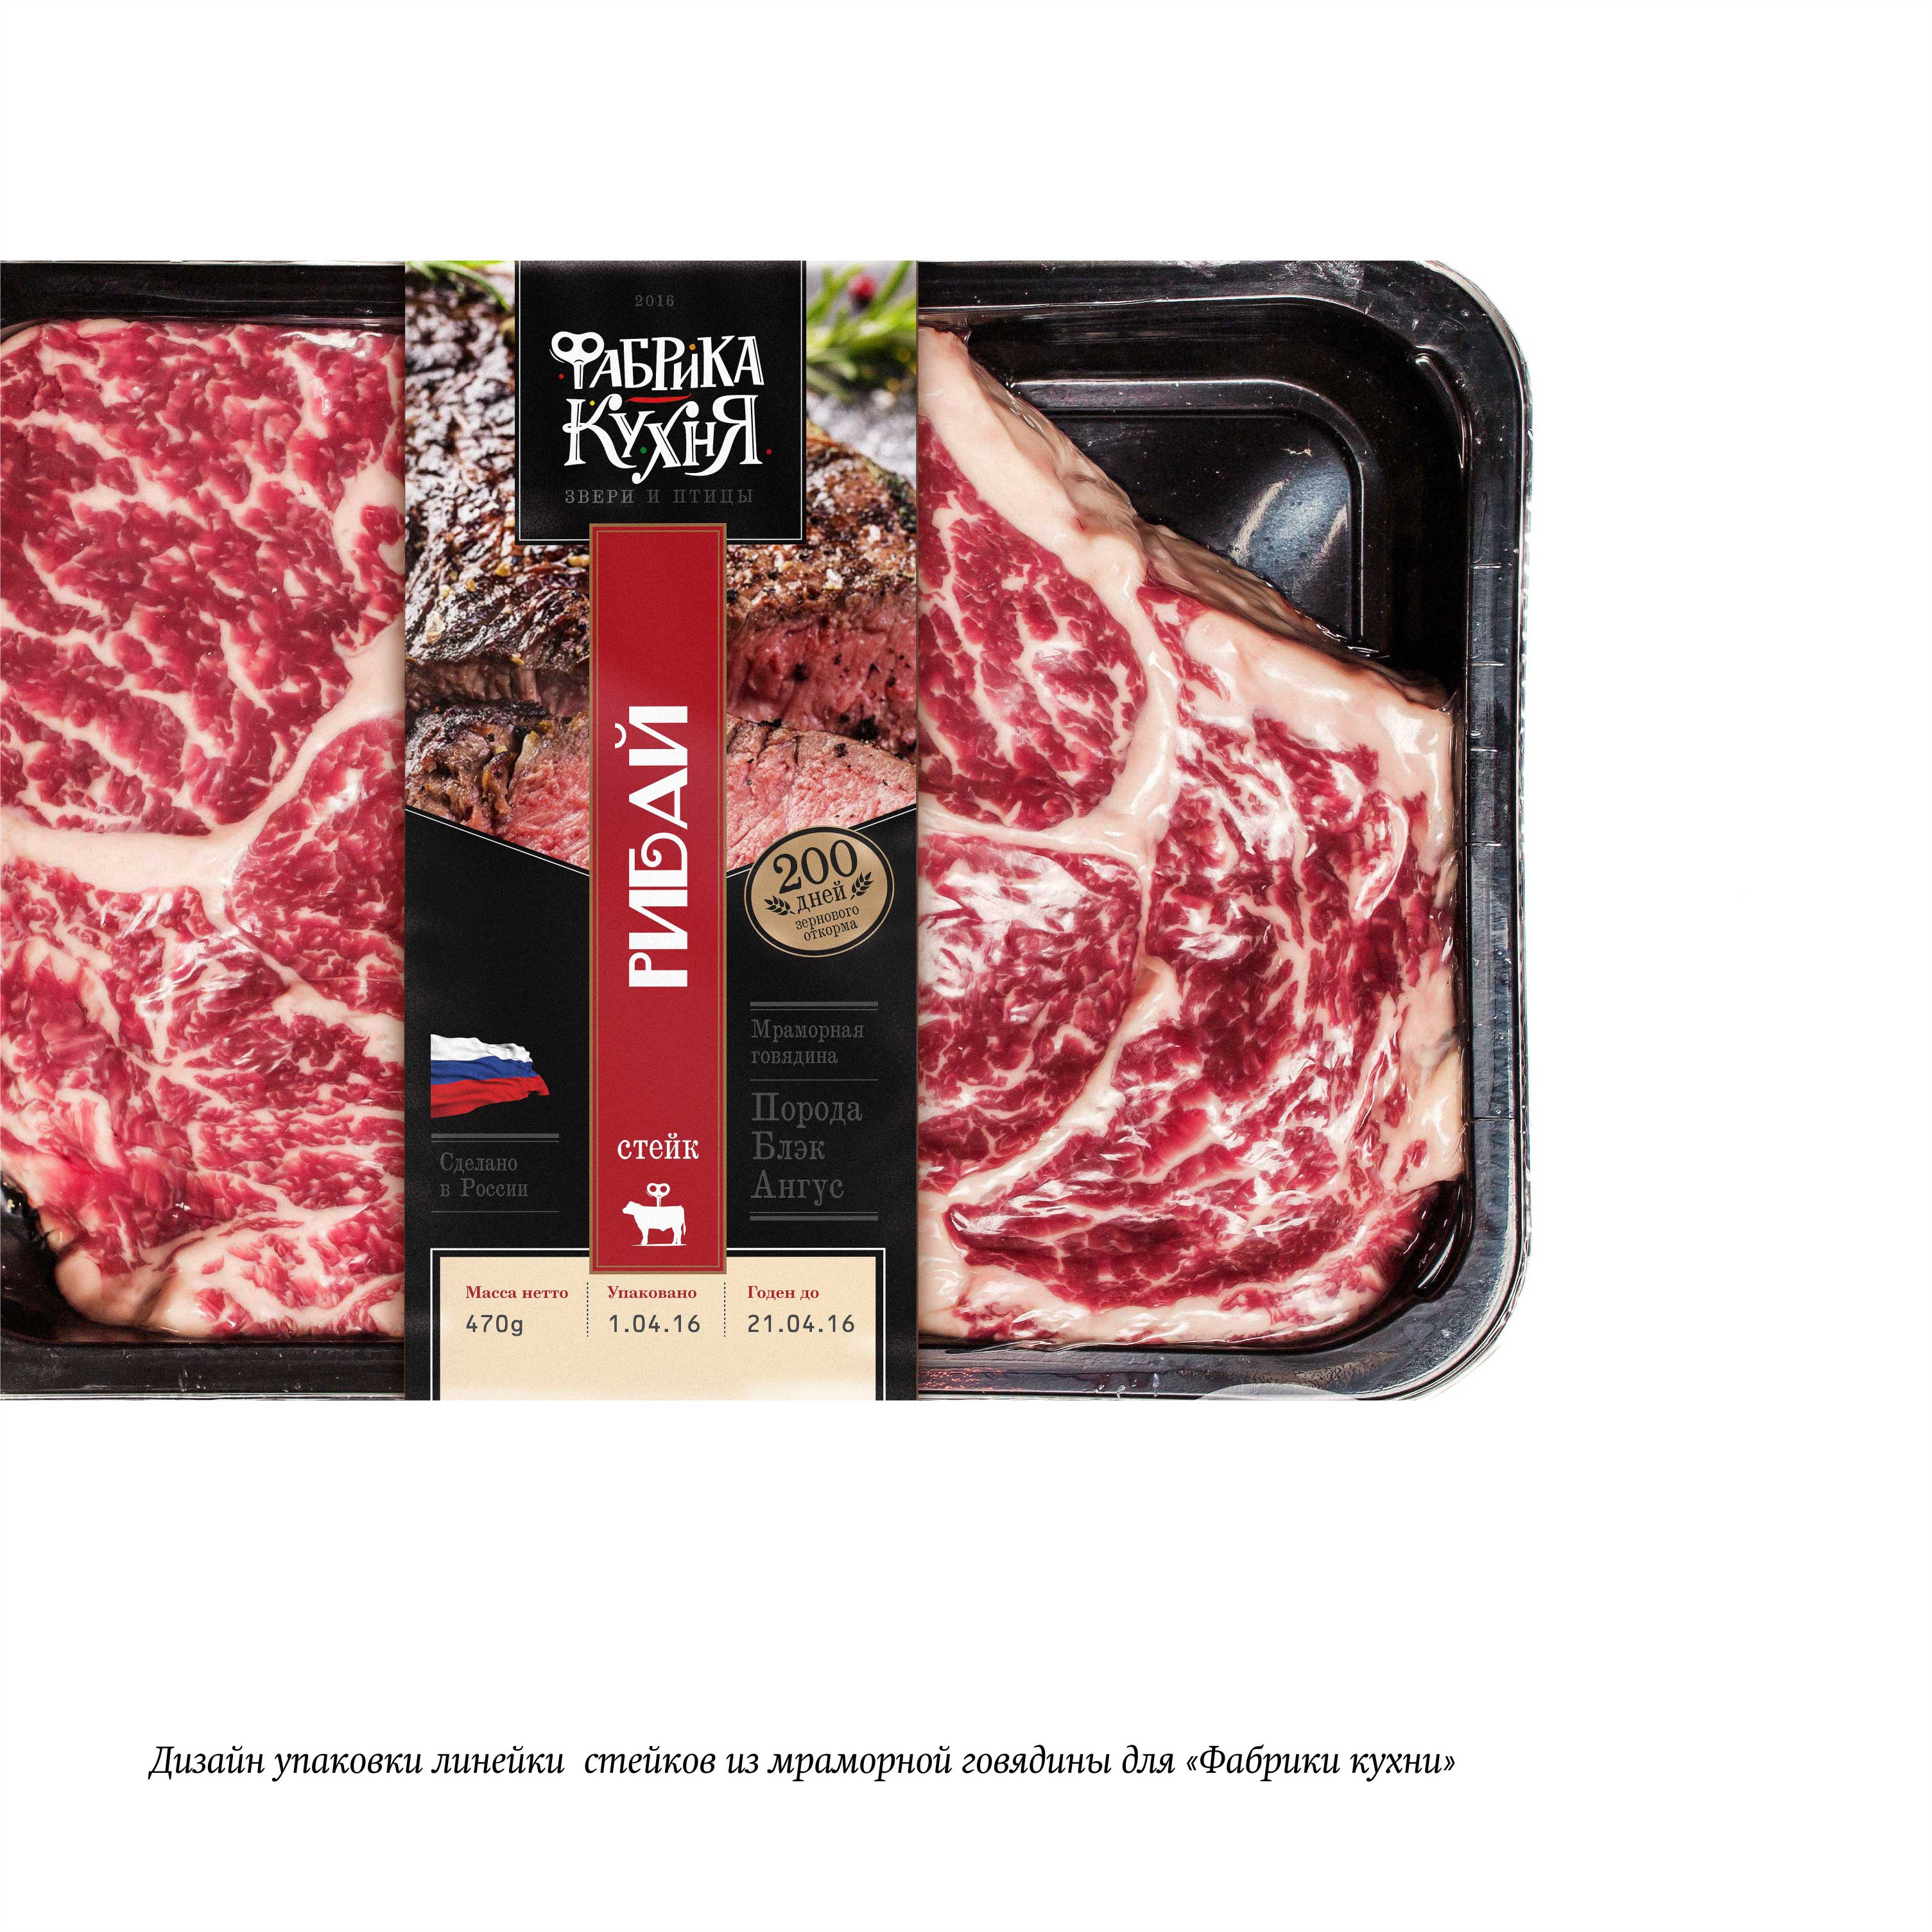 2016
Фабрика
Кухня
ЗВЕРИ И ПТИЦЫ
РИБАЙ
200
дней
зернового
откорма
Мраморная
говядина
Порода
Блэк
Ангус
Сделано
в России
стейк
Масса нетто
470g
Упаковано
1.04.16
Годен до
21.04.16
Дизайн упаковки линейки стейков из мраморной говядины для «Фабрики кухни»